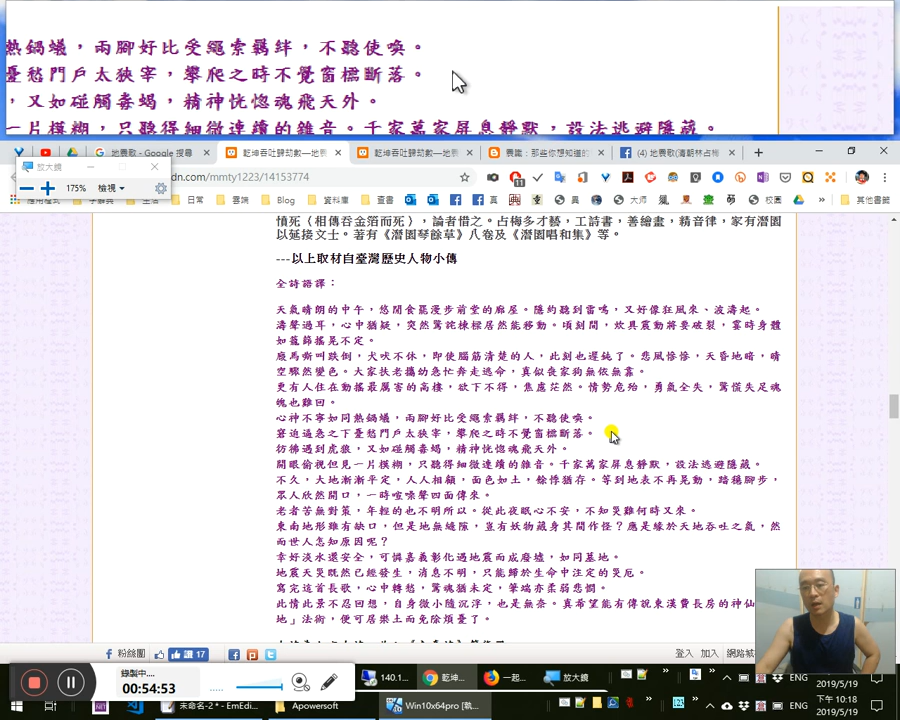 熱鍋蟻，兩腳好比受繩索羈絆，不聽使喚。
憂愁門戶太狹窄，攀爬之時不覺窗櫺斷落。
，又如碰觸毒蠍，精神恍惚魂飛天外。
一片模糊，只聽得細微連續的雜音。千家萬家屏息靜默，設法逃避隱藏。
地震歌 - Google 搜尋
乾坤吞吐歸劫數—地震
乾坤吞吐歸劫數—地震
震識：那些你想知道的
(4) 地震歌(清朝林占梅
放大鏡
175%
檢視
dn.com/mmty1223/14153774
應用程式
日常
雲端
Blog
資料庫
查書
真
大師
校園
其他書籤
憤死（相傳吞金箔而死），論者惜之。占梅多才藝，工詩書，善繪畫，精音律，家有潛園
以延接文士。著有《潛園琴餘草》八卷及《潛園唱和集》等。
---以上取材自臺灣歷史人物小傳
全詩語譯：
天氣晴朗的中午，悠閒食罷漫步前堂的廊屋。隱約聽到雷鳴，又好像狂風來、波濤起。
濤聲過耳，心中猶疑，突然驚詫棟樑居然能移動。頃刻間，炊具震動將要破裂，霎時身體
如籠篩搖晃不定。
廄馬嘶叫跌倒，犬吠不休，即使腦筋清楚的人，此刻也遲鈍了。悲風慘慘，天昏地暗，晴
空驟然變色。大家扶老攜幼急忙奔走逃命，真似喪家狗無依無靠。
更有人住在動搖最厲害的高樓，欲下不得，焦慮茫然。情勢危殆，勇氣全失，驚慌失足魂
魄也難回。
心神不寧如同熱鍋蟻，兩腳好比受繩索羈絆，不聽使喚。
窘迫逼急之下憂愁門戶太狹窄，攀爬之時不覺窗櫺斷落。
彷彿遇到虎狼，又如碰觸毒蠍，精神恍惚魂飛天外。
開眼偷視但見一片模糊，只聽得細微連續的雜音。千家萬家屏息靜默，設法逃避隱藏。
不久，大地漸漸平定，人人相顧，面色如土，餘悸猶存。等到地表不再晃動，踏穩腳步，
眾人欣然開口，一時喧嚷聲四面傳來。
老者苦無對策，年輕的也不明所以。從此夜眠心不安，不知災難何時又來。
東南地形雖有缺口，但是地無縫隙，豈有妖物藏身其間作怪？應是緣於天地吞吐之氣，然
而世人怎知原因呢？
幸好淡水還安全，可憐嘉義彰化過地震而成廢墟，如同墓地。
地震天災既然已經發生，消息不明，只能歸於生命中注定的災厄。
寫完這首長歌，心中轉愁，驚魂猶未定，筆端亦柔弱悲惻。
此情此景不忍回想，自身微小隨沉浮，也是無奈。真希望能有傳說東漢費長房的神仙
地」法術，便可居樂土而免除煩憂了。
粉絲團
讚 17
登入
加入
網路城
錄製中...
00:54:53
140.1
乾坤...
一起...
放大鏡
ENG
下午 10:18
2019/5/19
未命名-2 * - EmEdi
Apowersoft
Win10x64pro [執
ENG
2019/5/19